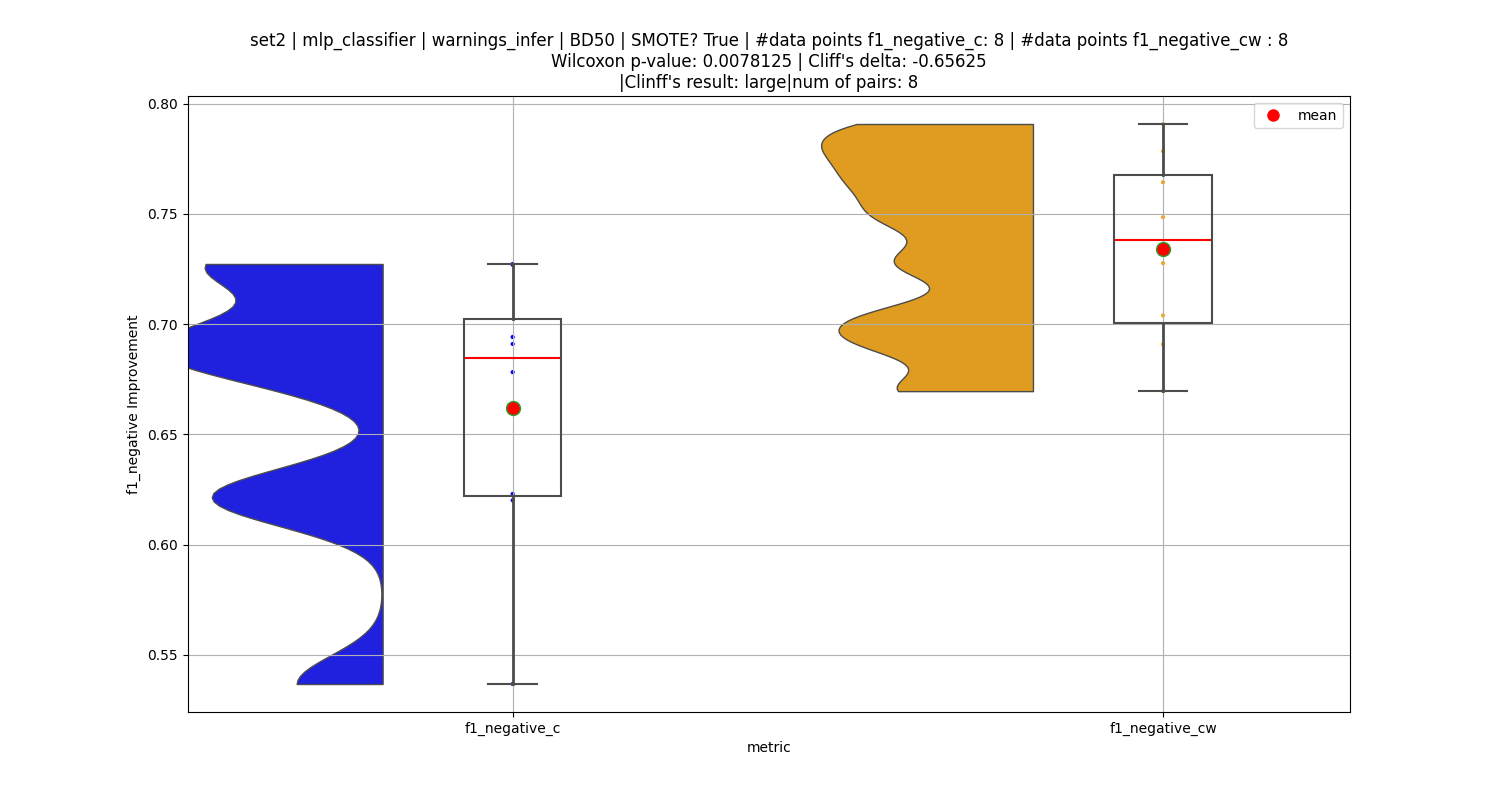 set2 | mlp_classifier | warnings_infer | BD50 | SMOTE? True | #data points f1_negative_c: 8 | #data points f1_negative_cw : 8
Wilcoxon p-value: 0.0078125 | Cliff's delta: -0.65625
|Clinff's result: large|num of pairs: 8
mean
0.80
0.75
0.70
0.65
0.60
0.55
f1_negative Improvement
f1_negative_c
f1_negative_cw
metric